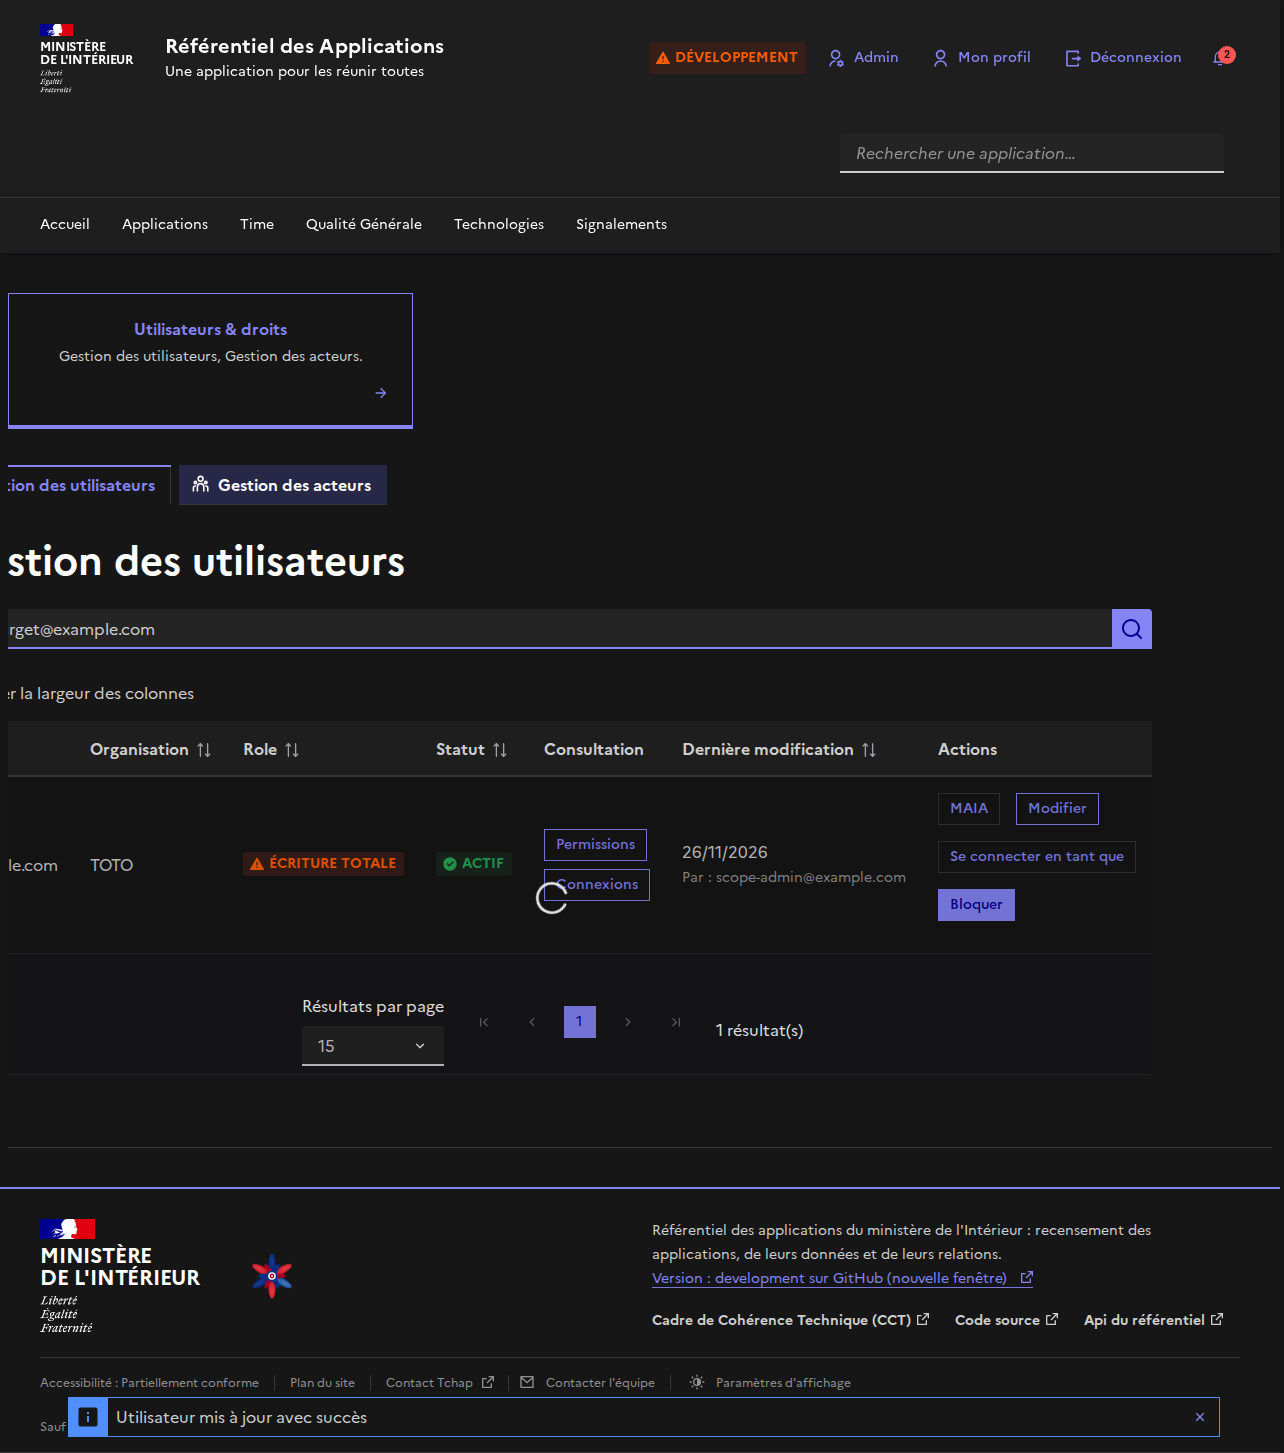 MINISTÈRE
DE L'INTÉRIEUR
Liberté
Égalité
Fraternité
Référentiel des Applications
Une application pour les réunir toutes
DÉVELOPPEMENT
Admin
Mon profil
Déconnexion
2
Rechercher une application...
Accueil
Applications
Time
Qualité Générale
Technologies
Signalements
Utilisateurs & droits
Gestion des utilisateurs, Gestion des acteurs.
tion des utilisateurs
Gestion des acteurs
stion des utilisateurs
rget@example.com
er la largeur des colonnes
Organisation
Role
Statut
Consultation
Dernière modification
Actions
le.com
TOTO
ÉCRITURE TOTALE
ACTIF
Permissions
Connexions
26/11/2026
Par : scope-admin@example.com
MAIA
Modifier
Se connecter en tant que
Bloquer
Résultats par page
15
1
1 résultat(s)
MINISTÈRE
DE L'INTÉRIEUR
Liberté
Égalité
Fraternité
Référentiel des applications du ministère de l'Intérieur : recensement des
applications, de leurs données et de leurs relations.
Version : development sur GitHub (nouvelle fenêtre)
Cadre de Cohérence Technique (CCT)
Code source
Api du référentiel
Accessibilité : Partiellement conforme
Plan du site
Contact Tchap
Contacter l'équipe
Paramètres d'affichage
Sauf
Utilisateur mis à jour avec succès